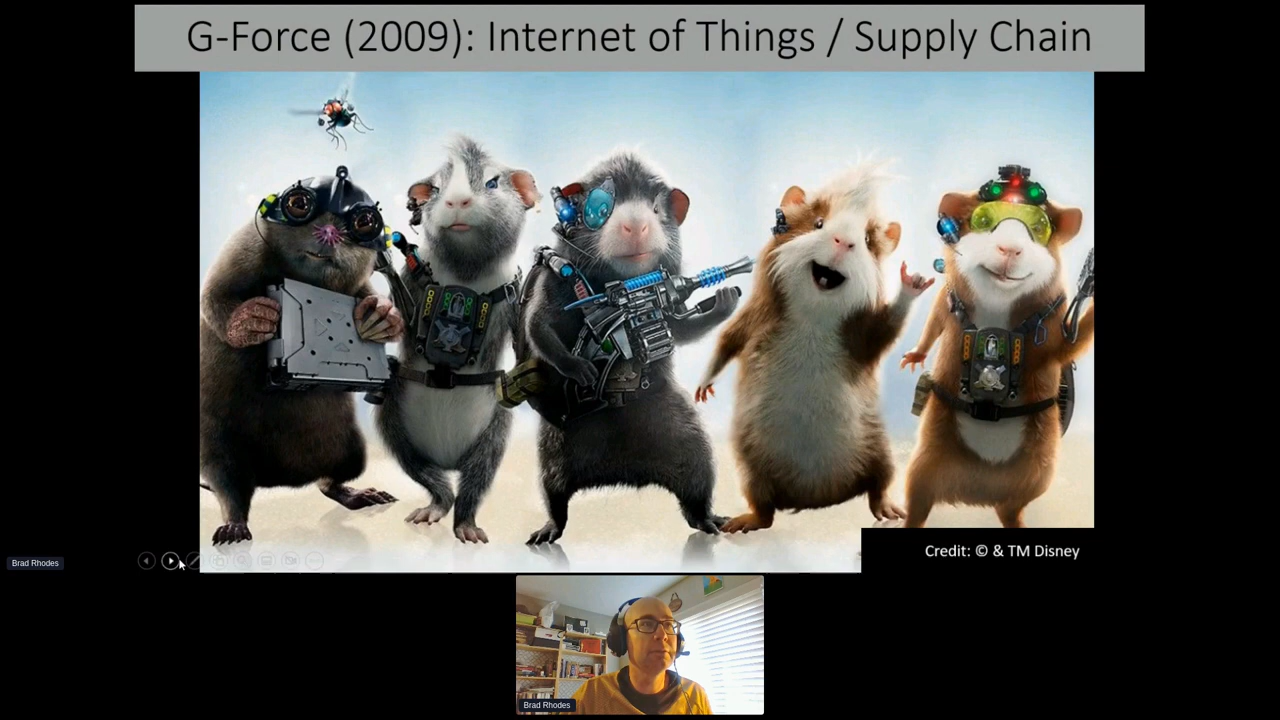 G-Force (2009): Internet of Things / Supply Chain
Credit: © & TM Disney
Brad Rhodes
Brad Rhodes